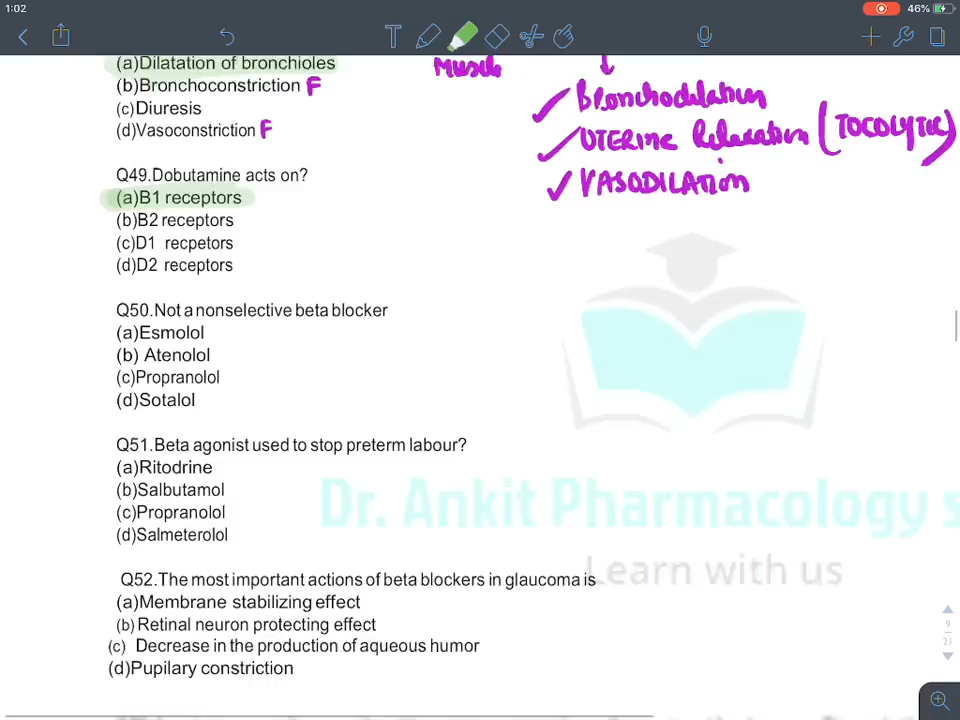 1:02
46%
(a)Dilatation of bronchioles
Muscle
(b)Bronchoconstriction F
Bronchodilation
(c)Diuresis
(d)Vasoconstriction F
UTERine Relaxation (TOCOLYTIC)
Q49.Dobutamine acts on?
VASODILATION
(a)B1 receptors
(b)B2 receptors
(c)D1 recpetors
(d)D2 receptors
Q50.Not a nonselective beta blocker
(a)Esmolol
(b) Atenolol
(c)Propranolol
(d)Sotalol
Q51.Beta agonist used to stop preterm labour?
(a)Ritodrine
(b)Salbutamol
(c)Propranolol
(d)Salmeterolol
Dr. Ankit Pharmacology s
Learn with us
Q52.The most important actions of beta blockers in glaucoma is
(a)Membrane stabilizing effect
(b) Retinal neuron protecting effect
(c) Decrease in the production of aqueous humor
(d)Pupilary constriction
9
21